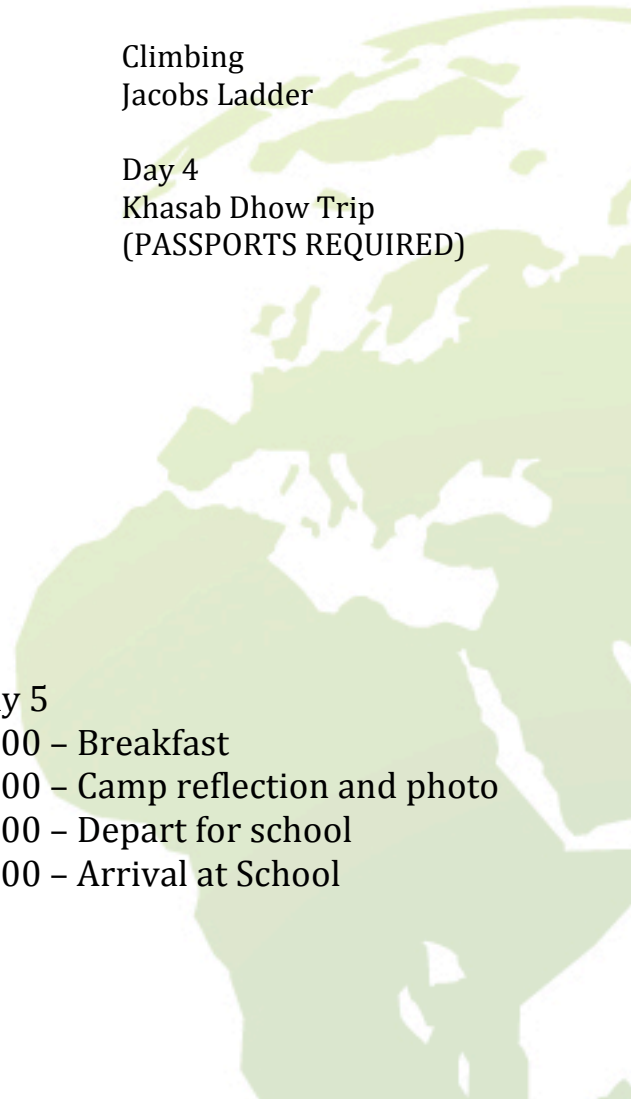 Climbing
Jacobs Ladder
Day 4
Khasab Dhow Trip
(PASSPORTS REQUIRED)
y 5
00 – Breakfast
00 – Camp reflection and photo
00 – Depart for school
00 – Arrival at School